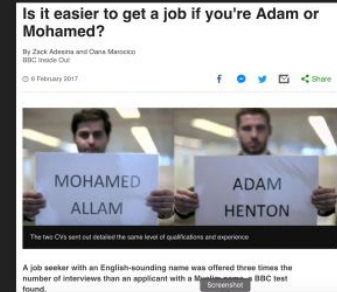 Is it easier to get a job if you're Adam or
Mohamed?
By Zack Adesina and Oana Marocico
BBC Inside Out
6 February 2017
Share
MOHAMED
ALLAM
ADAM
HENTON
The two CVs sent out detailed the same level of qualifications and experience
A job seeker with an English-sounding name was offered three times the
number of interviews than an applicant with a BBC test
found.
Screenshot